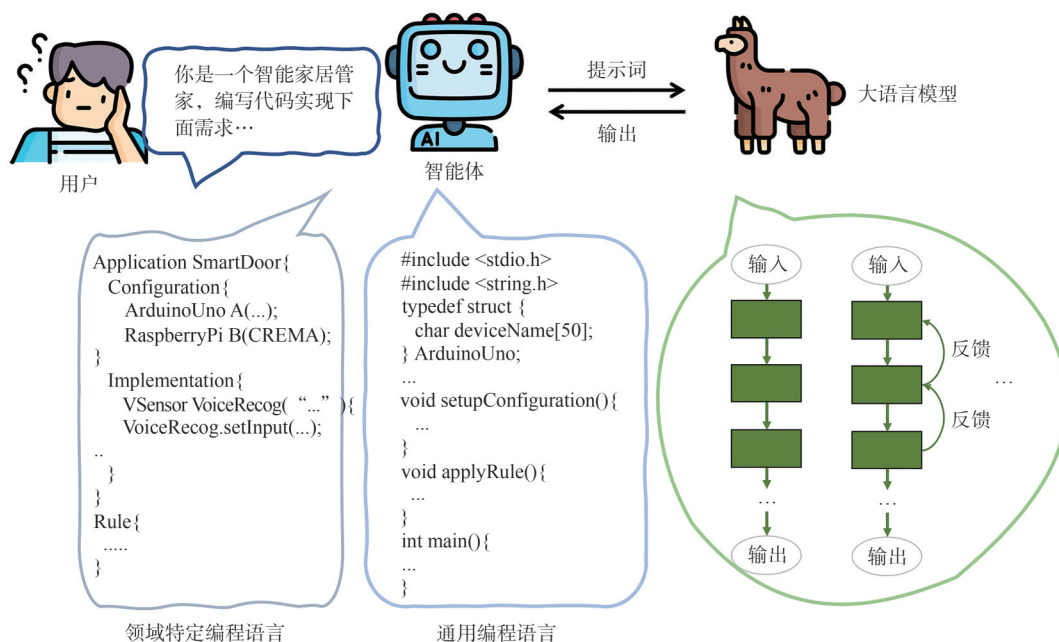 你是一个智能家居管
家，编写代码实现下
面需求…
用户
AI
智能体
提示词
输出
大语言模型
Application SmartDoor{
Configuration{
ArduinoUno A(...);
RaspberryPi B(CREMA);
}
Implementation{
VSensor VoiceRecog(“...”){
VoiceRecog.setInput(...);
..
}
}
Rule{
.....
}
领域特定编程语言
#include <stdio.h>
#include <string.h>
typedef struct {
char deviceName[50];
} ArduinoUno;
...
void setupConfiguration(){
...
}
void applyRule(){
...
}
int main(){
...
}
通用编程语言
输入
...
输出
输入
反馈
反馈
...
输出
...